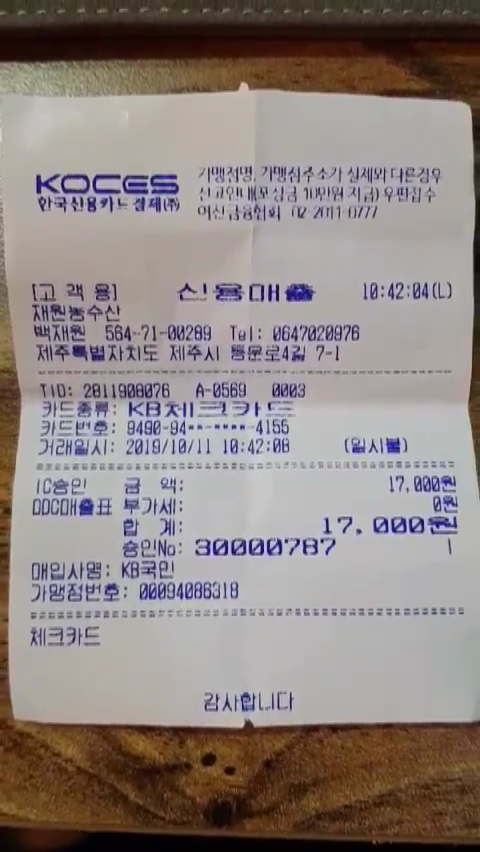 KOCES
한국신용카드결제(주)
가맹점명, 가맹점주소가 실제와 다른경우
신고안내(포상금 10만원 지급) 우편접수
여신금융협회 02-2011-0777
[고 객 용] 신용매출 10:42:04(L)
재원농수산
백재원 564-71-00289 Tel: 0647020976
제주특별자치도 제주시 동문로4길 7-1
TID: 2811908076 A-0569 0003
카드종류: KB체크카드
카드번호: 9490-94**-****-4155
거래일시: 2019/10/11 10:42:08 (일시불)
IC승인 금 액: 17,000원
DDC매출표 부가세: 0원
합 계: 17,000원
승인No: 30000787
매입사명: KB국민
가맹점번호: 00094086318
체크카드
감사합니다